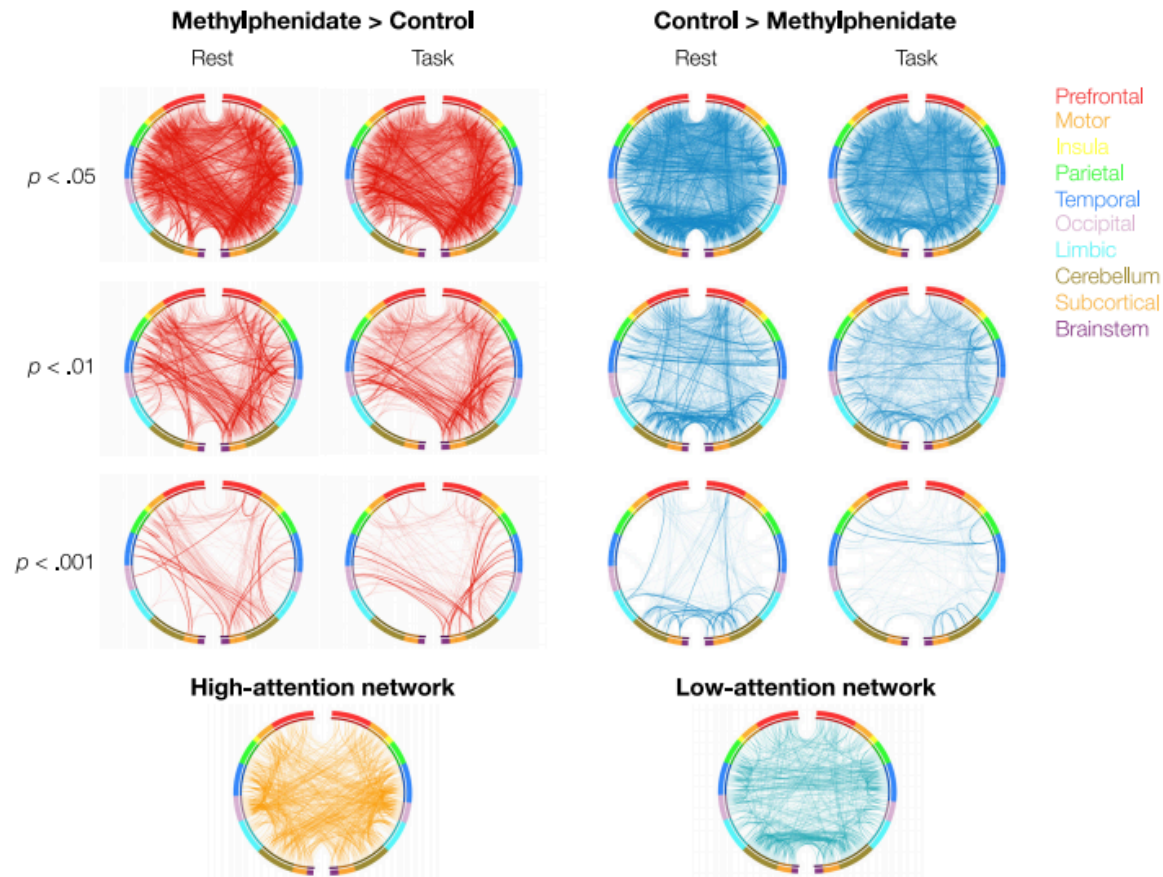 Methylphenidate > Control
Control > Methylphenidate
Rest
Task
Rest
Task
Prefrontal
Motor
Insula
Parietal
Temporal
Occipital
Limbic
Cerebellum
Subcortical
Brainstem
p < .05
p < .01
p < .001
High-attention network
Low-attention network